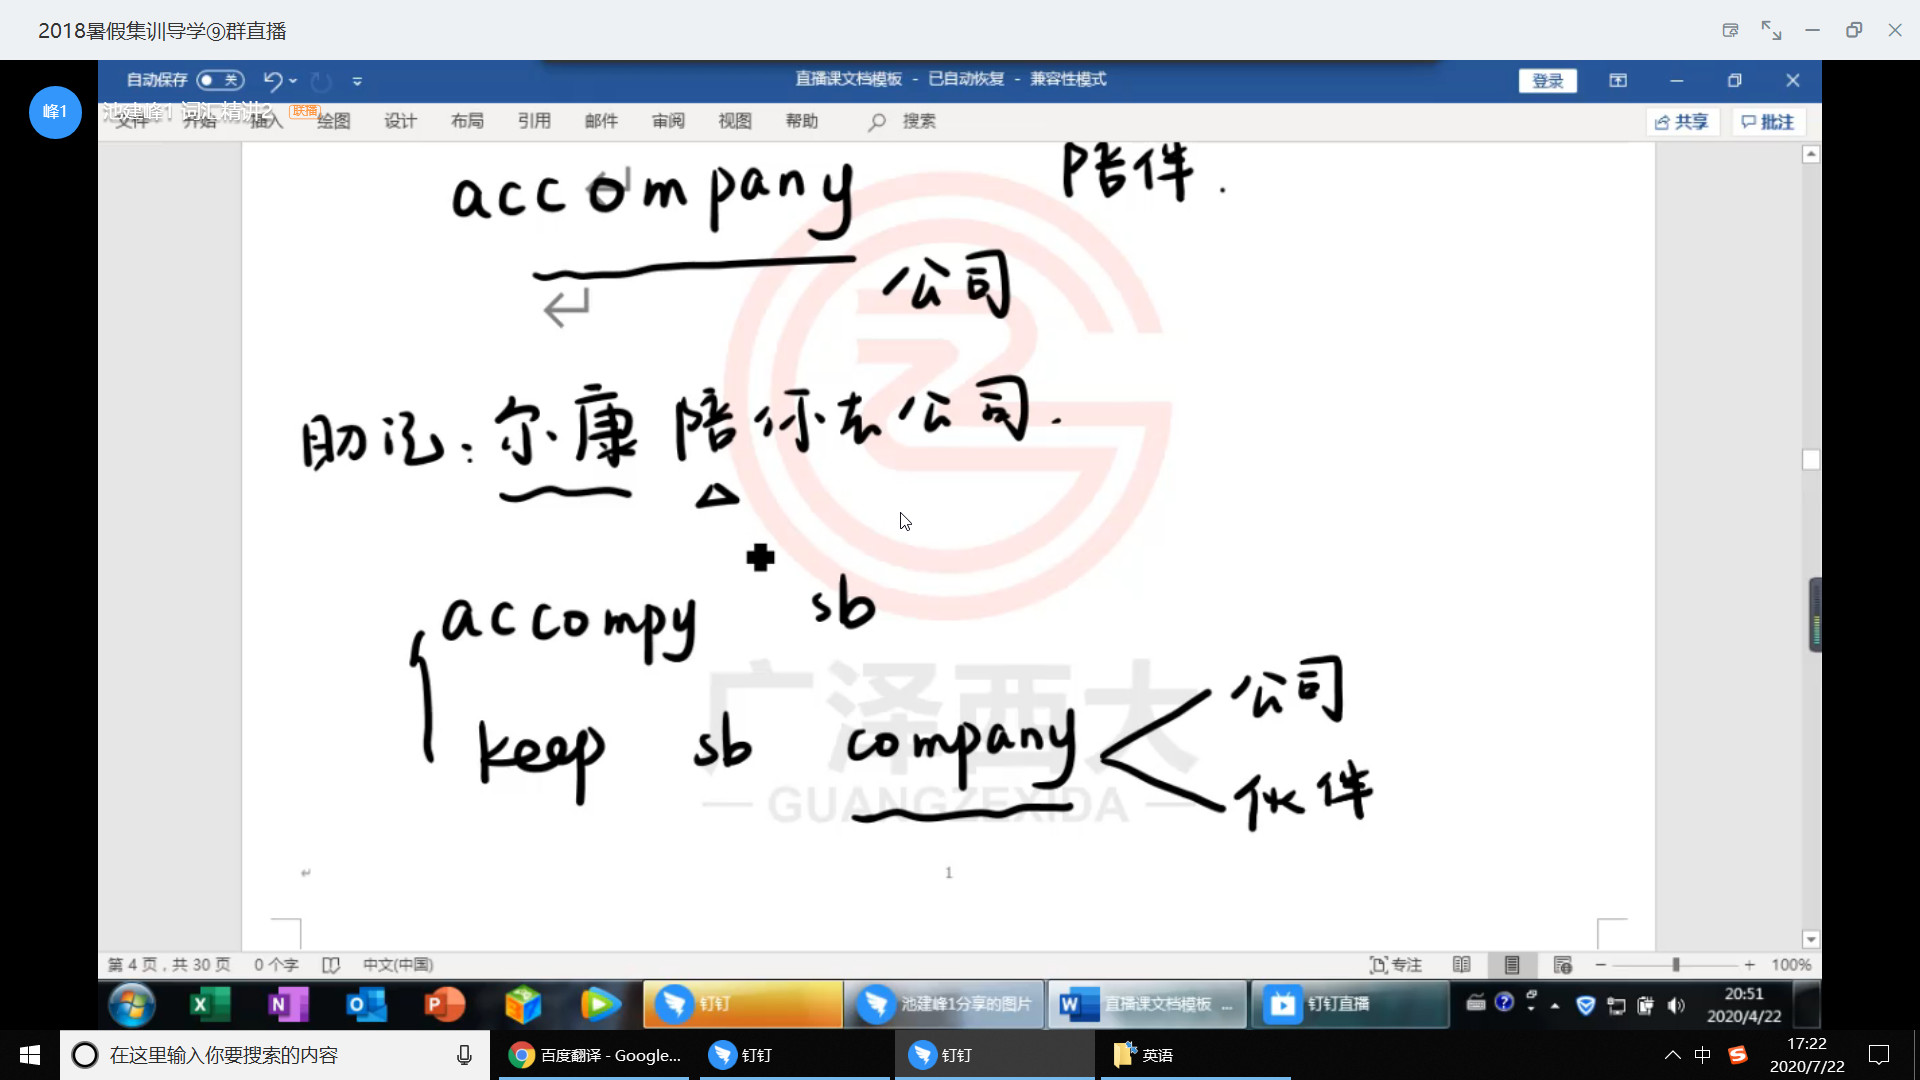 2018暑假集训导学⑨群直播
自动保存 关
直播课文档模板 - 已自动恢复 - 兼容性模式
登录
峰1
池建峰1 词汇精讲2 联播
文件 开始 插入 绘图 设计 布局 引用 邮件 审阅 视图 帮助 搜索
共享 批注
accompany 陪伴.
公司
助记:尔康陪你去公司.
accompy sb
keep sb company
公司
伙伴
广泽西大
— GUANGZEXIDA —
1
第 4 页,共 30 页 0 个字 中文(中国)
专注 100%
钉钉
池建峰1分享的图片
直播课文档模板 ...
钉钉直播
20:51
2020/4/22
在这里输入你要搜索的内容
百度翻译 - Google...
钉钉
钉钉
英语
中
17:22
2020/7/22